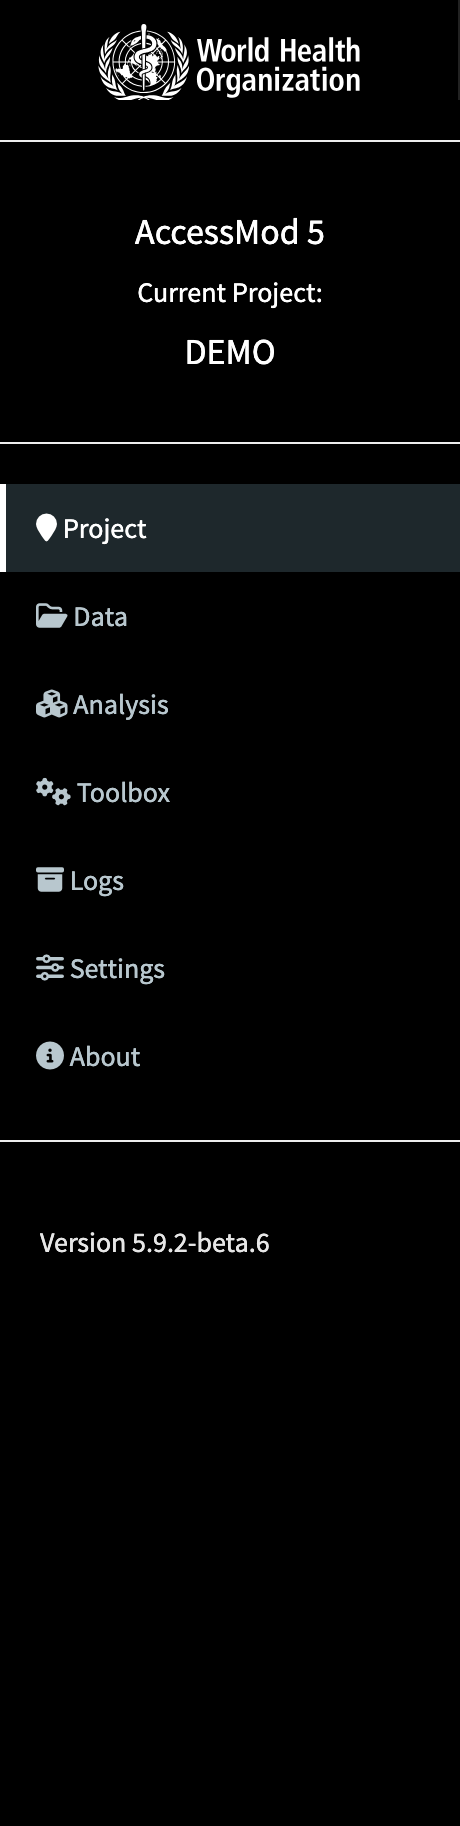 World Health
Organization
AccessMod 5
Current Project:
DEMO
Project
Data
Analysis
Toolbox
Logs
Settings
About
Version 5.9.2-beta.6